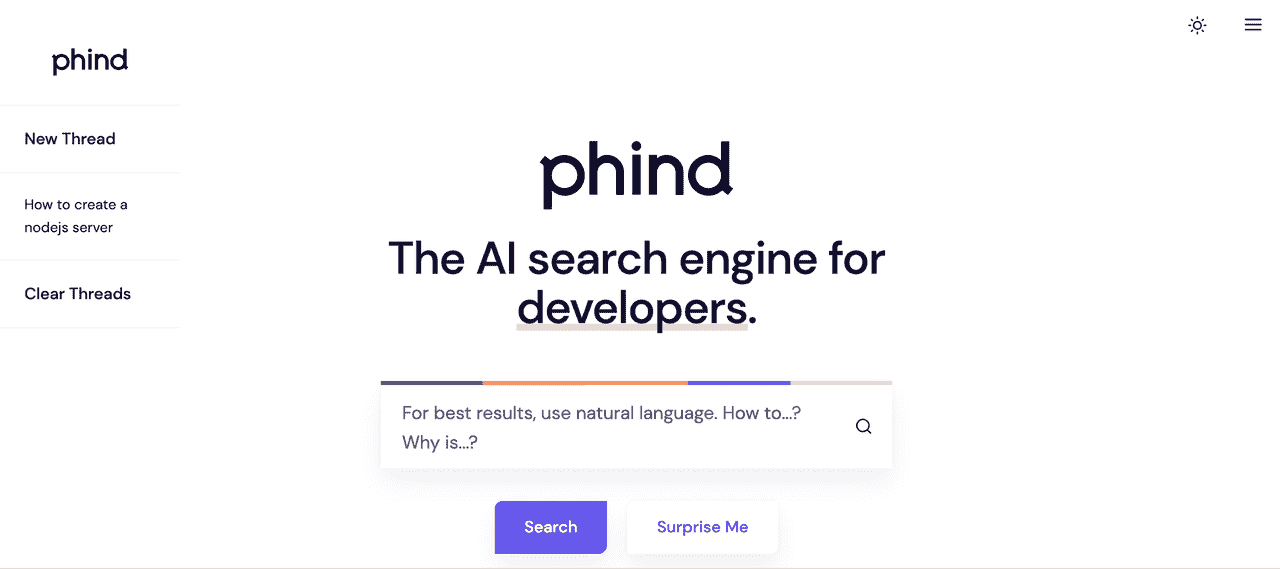 phind
New Thread
How to create a
nodejs server
Clear Threads
phind
The AI search engine for
developers.
For best results, use natural language. How to...?
Why is...?
Search
Surprise Me